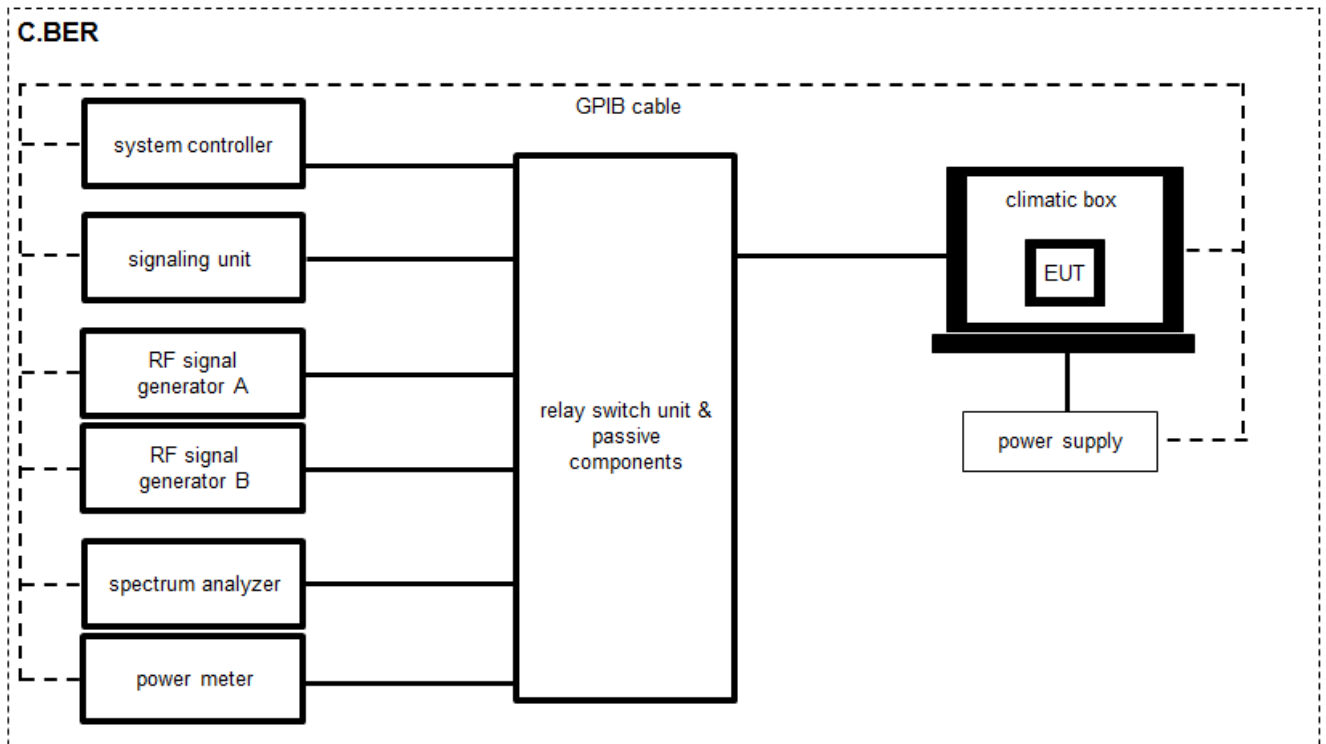 C.BER
GPIB cable
system controller
signaling unit
RF signal
generator A
RF signal
generator B
spectrum analyzer
power meter
relay switch unit &
passive
components
climatic box
EUT
power supply